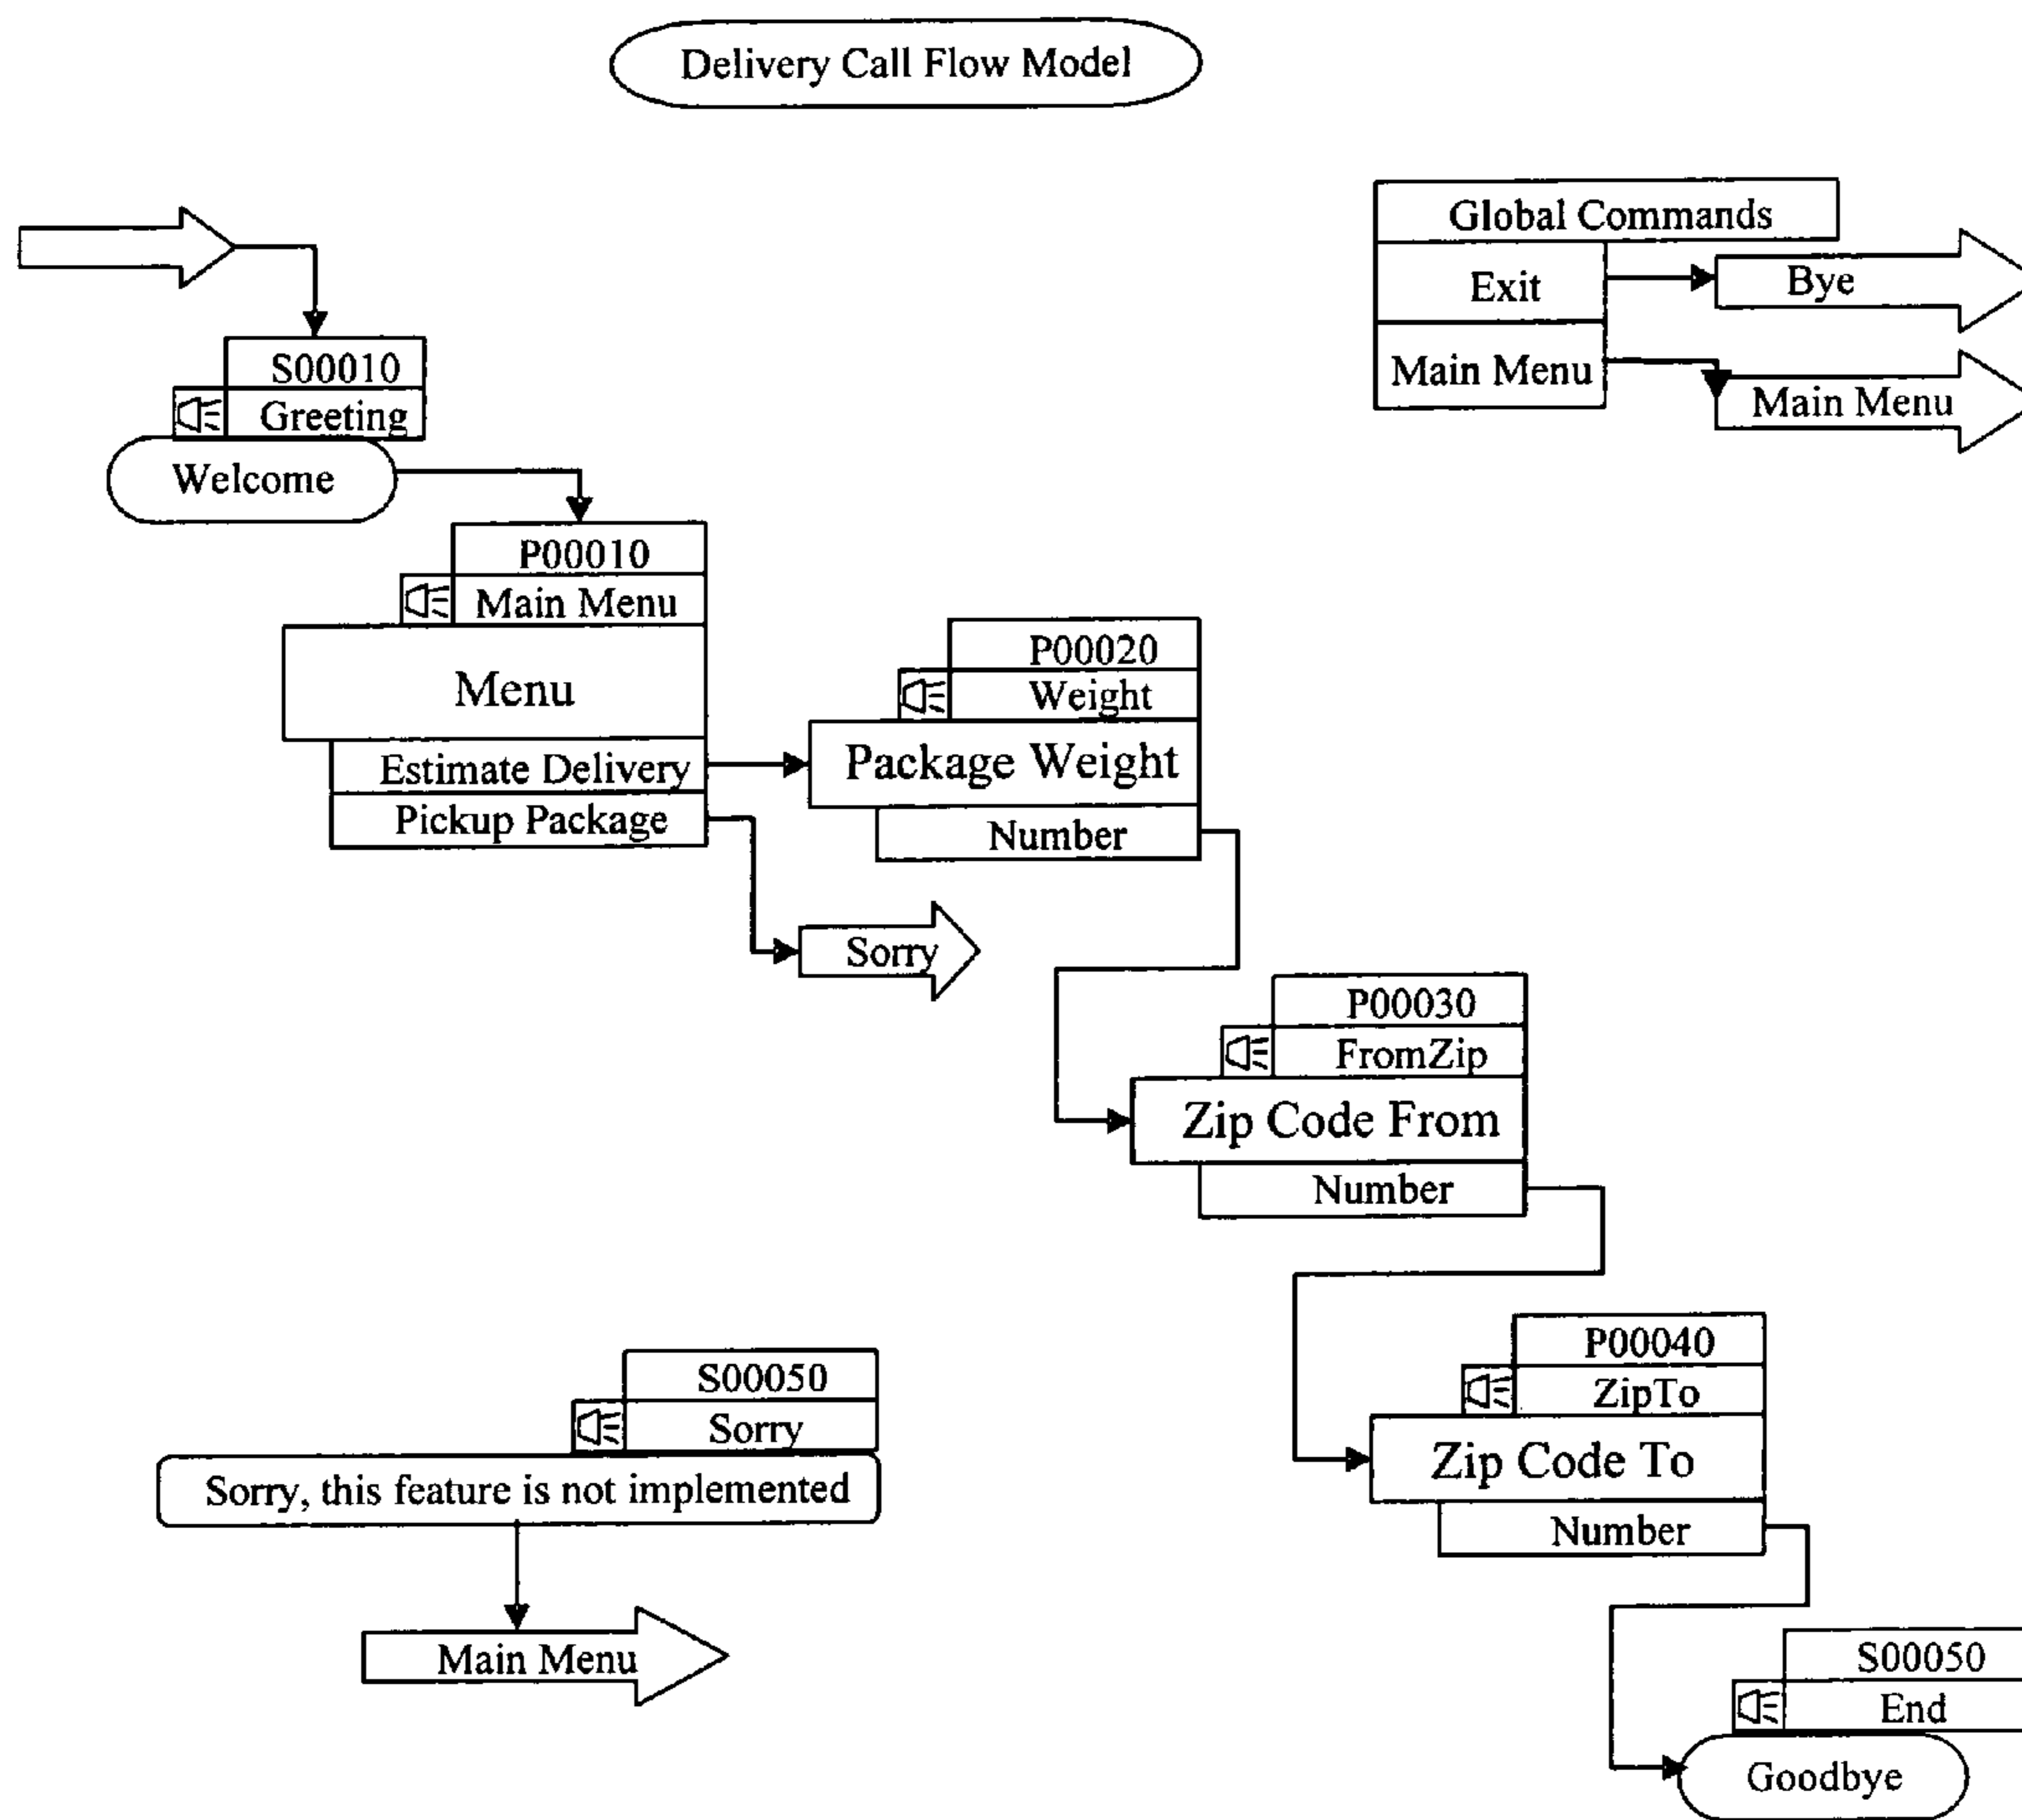 Delivery Call Flow Model
Global Commands
Exit
Bye
Main Menu
Main Menu
S00010
Greeting
Welcome
P00010
Main Menu
Menu
Estimate Delivery
Pickup Package
P00020
Weight
Package Weight
Number
Sorry
P00030
FromZip
Zip Code From
Number
P00040
ZipTo
Zip Code To
Number
S00050
Sorry
Sorry, this feature is not implemented
Main Menu
S00050
End
Goodbye